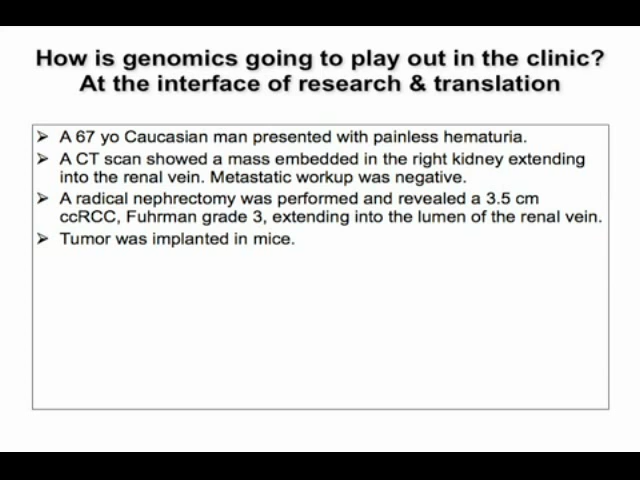 How is genomics going to play out in the clinic?
At the interface of research & translation
➢ A 67 yo Caucasian man presented with painless hematuria.
➢ A CT scan showed a mass embedded in the right kidney extending
into the renal vein. Metastatic workup was negative.
➢ A radical nephrectomy was performed and revealed a 3.5 cm
ccRCC, Fuhrman grade 3, extending into the lumen of the renal vein.
➢ Tumor was implanted in mice.